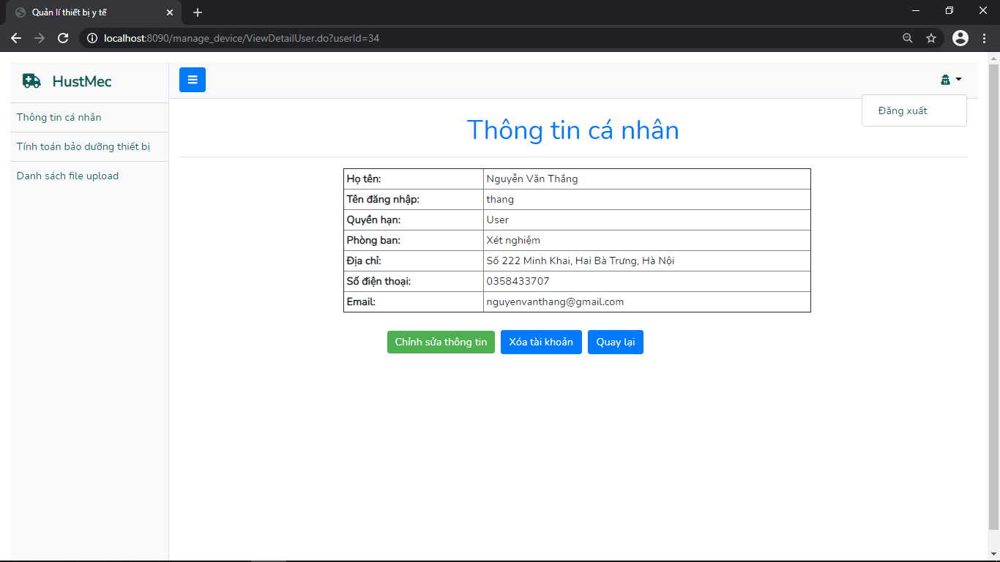 Quản lí thiết bị y tế
localhost:8090/manage_device/ViewDetailUser.do?userId=34
HustMec
Đăng xuất
Thông tin cá nhân
Tính toán bảo dưỡng thiết bị
Danh sách file upload
Thông tin cá nhân
Họ tên: Nguyễn Văn Thắng
Tên đăng nhập: thang
Quyền hạn: User
Phòng ban: Xét nghiệm
Địa chỉ: Số 222 Minh Khai, Hai Bà Trưng, Hà Nội
Số điện thoại: 0358433707
Email: nguyenvanthang@gmail.com
Chỉnh sửa thông tin Xóa tài khoản Quay lại